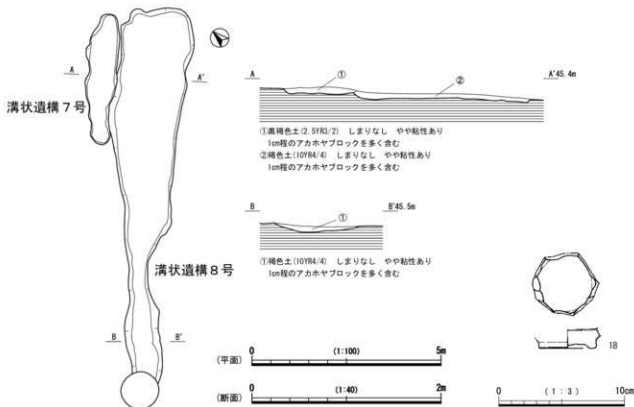 A
A'
溝状遺構7号
溝状遺構8号
B
B'
A
①
②
A'45.4m
①黒褐色土(2.5YR3/2) しまりなし やや粘性あり
1cm程のアカホヤブロックを多く含む
②褐色土(10YR4/4) しまりなし やや粘性あり
1cm程のアカホヤブロックを多く含む
B
①
B'45.5m
①褐色土(10YR4/4) しまりなし やや粘性あり
1cm程のアカホヤブロックを多く含む
18
(平面) 0 (1:100) 5m
(断面) 0 (1:40) 2m
0 (1:3) 10cm